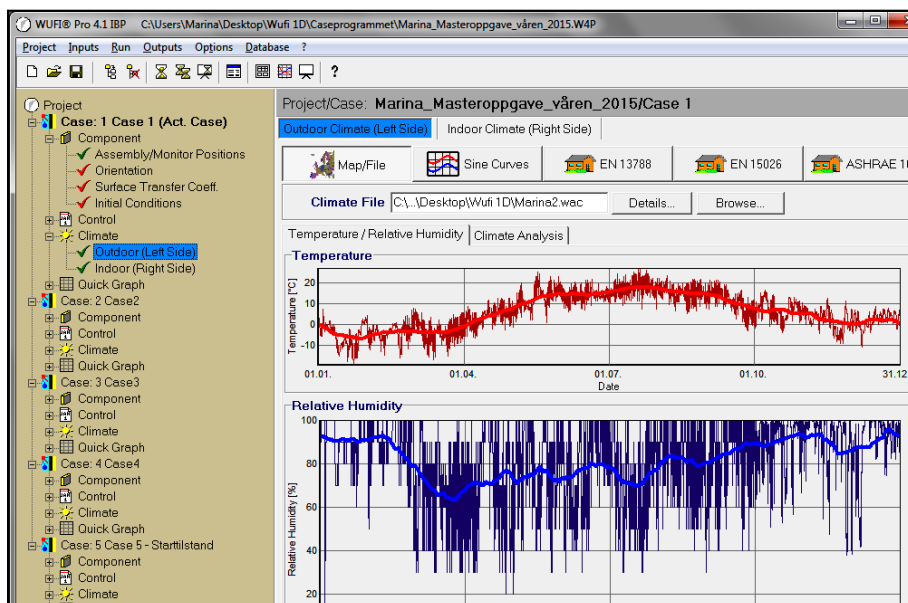 WUFI® Pro 4.1 IBP C:\Users\Marina\Desktop\Wufi 1D\Caseprogrammet\Marina_Masteroppgave_våren_2015.W4P
Project Inputs Run Outputs Options Database ?
?
Project
Case: 1 Case 1 (Act. Case)
Component
Assembly/Monitor Positions
Orientation
Surface Transfer Coeff.
Initial Conditions
Control
Climate
Outdoor (Left Side)
Indoor (Right Side)
Quick Graph
Case: 2 Case2
Component
Control
Climate
Quick Graph
Case: 3 Case3
Component
Control
Climate
Quick Graph
Case: 4 Case4
Component
Control
Climate
Quick Graph
Case: 5 Case 5 - Starttilstand
Component
Control
Climate
Project/Case: Marina_Masteroppgave_våren_2015/Case 1
Outdoor Climate (Left Side) Indoor Climate (Right Side)
Map/File Sine Curves EN 13788 EN 15026 ASHRAE 1
Climate File C:\...\Desktop\Wufi 1D\Marina2.wac Details... Browse...
Temperature / Relative Humidity Climate Analysis
Temperature
Temperature [°C]
20
10
0
-10
01.01. 01.04. 01.07. 01.10. 31.12
Date
Relative Humidity
Relative Humidity [%]
100
80
60
40
20